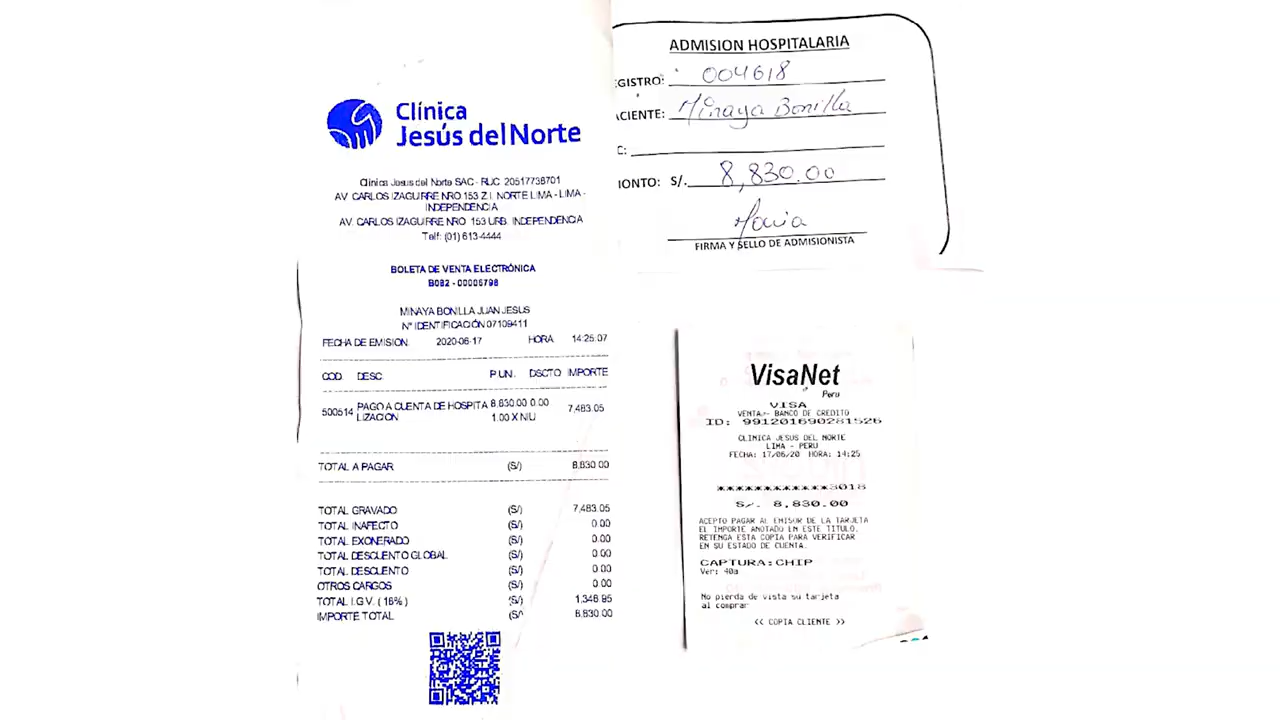 Clínica
Jesús del Norte
Clínica Jesus del Norte SAC - RUC 20517738701
AV. CARLOS IZAGUIRRE NRO 153 Z.I. NORTE LIMA - LIMA -
INDEPENDENCIA
AV. CARLOS IZAGUIRRE NRO. 153 URB. INDEPENDENCIA
Telf: (01) 613-4444
BOLETA DE VENTA ELECTRÓNICA
B082 - 00005798
MINAYA BONILLA JUAN JESUS
N° IDENTIFICACIÓN 07109411
FECHA DE EMISION 2020-06-17 HORA 14:25:07
COD DESC P.UN. DSCTO IMPORTE
500514 PAGO A CUENTA DE HOSPITA 8,830.00 0.00 7,483.05
LIZACION 1.00 X NIU
TOTAL A PAGAR (S/) 8,830.00
TOTAL GRAVADO (S/) 7,483.05
TOTAL INAFECTO (S/) 0.00
TOTAL EXONERADO (S/) 0.00
TOTAL DESCUENTO GLOBAL (S/) 0.00
TOTAL DESCUENTO (S/) 0.00
OTROS CARGOS (S/) 0.00
TOTAL I.G.V. ( 18% ) (S/) 1,346.95
IMPORTE TOTAL (S/ 8,830.00
ADMISION HOSPITALARIA
EGISTRO: 004618
ACIENTE: Minaya Bonilla
C:
MONTO: S/. 8,830.00
Maria
FIRMA Y SELLO DE ADMISIONISTA
VisaNet
Peru
VISA
VENTA.- BANCO DE CREDITO
ID: 991201690281526
CLINICA JESUS DEL NORTE
LIMA - PERU
FECHA: 17/06/20 HORA: 14:25
************3018
S/. 8,830.00
ACEPTO PAGAR AL EMISOR DE LA TARJETA
EL IMPORTE ANOTADO EN ESTE TITULO.
RETENGA ESTA COPIA PARA VERIFICAR
EN SU ESTADO DE CUENTA.
CAPTURA:CHIP
Ver: 40a
No pierda de vista su tarjeta
al comprar
<< COPIA CLIENTE >>